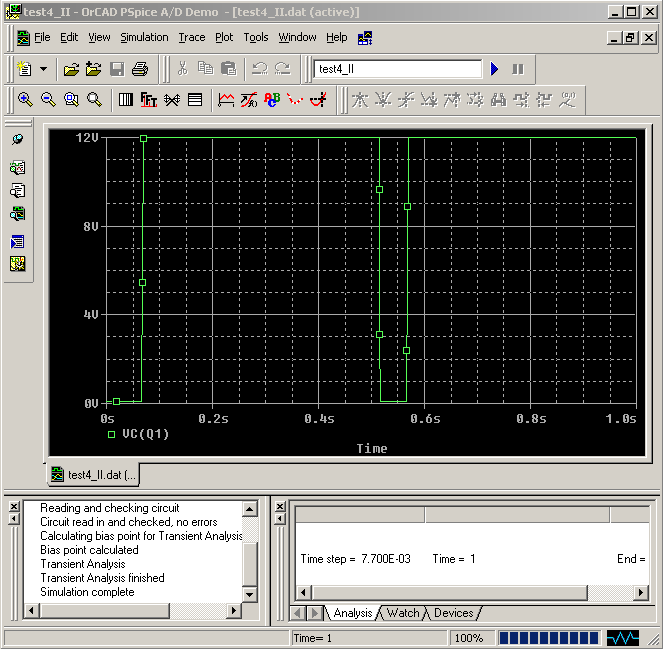 test4_II - OrCAD PSpice A/D Demo - [test4_II.dat (active)]
File Edit View Simulation Trace Plot Tools Window Help
test4_II
12V
8V
4V
0V
0s 0.2s 0.4s 0.6s 0.8s 1.0s
VC(Q1)
Time
test4_II.dat (...
Reading and checking circuit
Circuit read in and checked, no errors
Calculating bias point for Transient Analysis
Bias point calculated
Transient Analysis
Transient Analysis finished
Simulation complete
Time step = 7.700E-03 Time = 1 End =
Analysis Watch Devices
Time= 1 100%